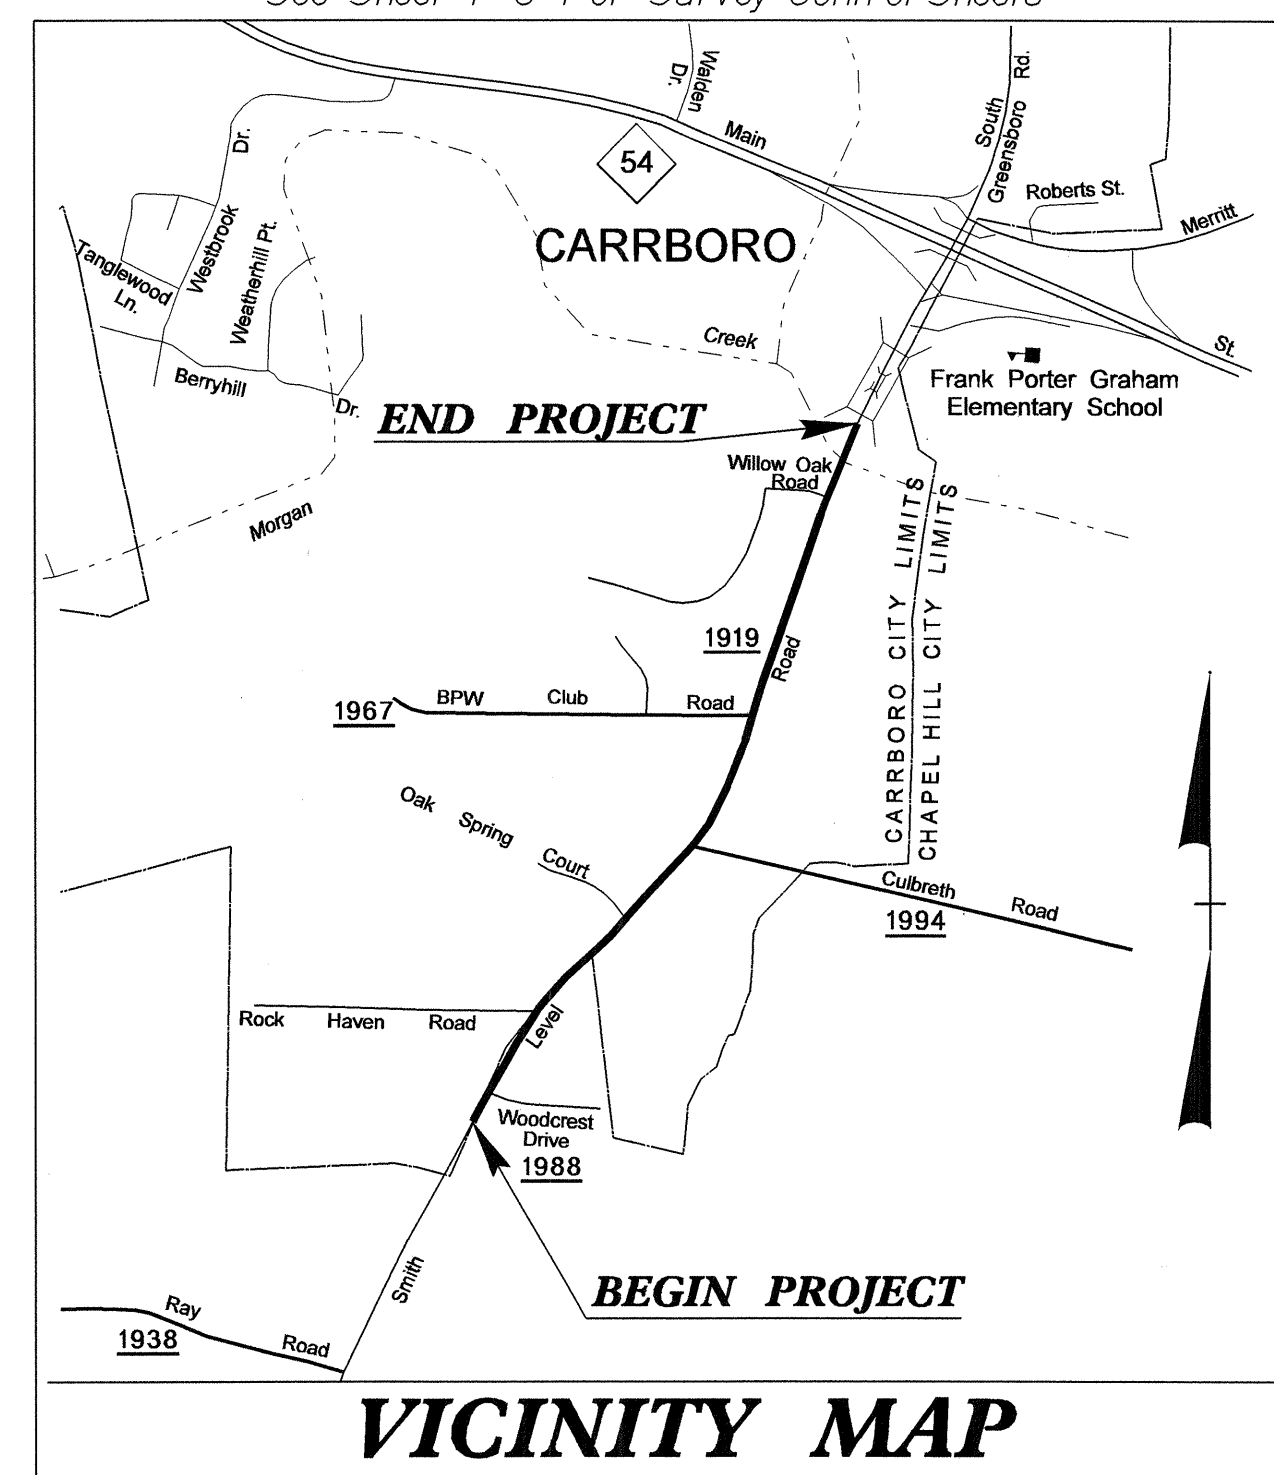 Walden
Dr.
Main
54
CARRBORO
South
Greensboro Rd.
Roberts St.
Merritt
St.
Westbrook Dr.
Weatherhill Pt.
Tanglewood
Ln.
Berryhill Dr.
Creek
Morgan
Frank Porter Graham
Elementary School
END PROJECT
Willow Oak
Road
CARRBORO CITY LIMITS
CHAPEL HILL CITY LIMITS
1919
Road
1967
BPW Club Road
Oak Spring Court
Culbreth Road
1994
Rock Haven Road
Level
Woodcrest
Drive
1988
Smith
BEGIN PROJECT
Ray Road
1938
VICINITY MAP